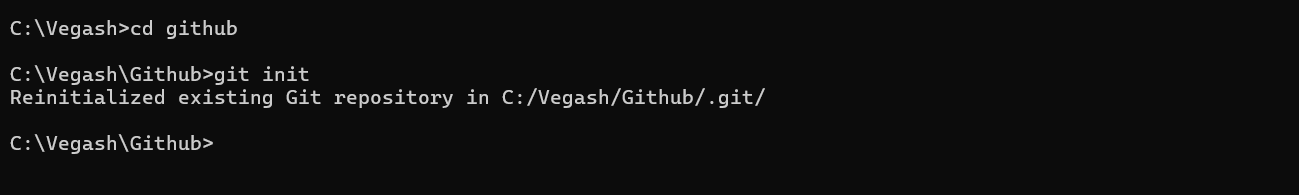 C:\Vegash>cd github
C:\Vegash\Github>git init
Reinitialized existing Git repository in C:/Vegash/Github/.git/
C:\Vegash\Github>